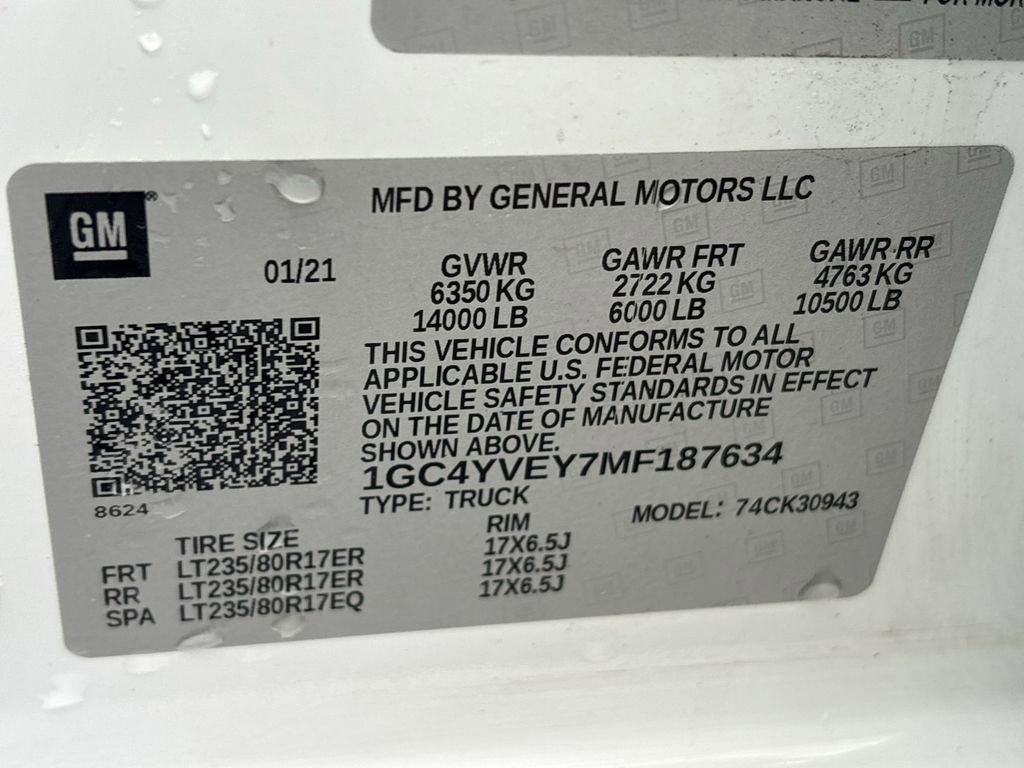 FOR MOR
GM
MFD BY GENERAL MOTORS LLC
01/21
GVWR
6350 KG
14000 LB
GAWR FRT
2722 KG
6000 LB
GAWR RR
4763 KG
10500 LB
THIS VEHICLE CONFORMS TO ALL
APPLICABLE U.S. FEDERAL MOTOR
VEHICLE SAFETY STANDARDS IN EFFECT
ON THE DATE OF MANUFACTURE
SHOWN ABOVE.
1GC4YVEY7MF187634
TYPE: TRUCK
MODEL: 74CK30943
8624
TIRE SIZE RIM
FRT LT235/80R17ER 17X6.5J
RR LT235/80R17ER 17X6.5J
SPA LT235/80R17EQ 17X6.5J